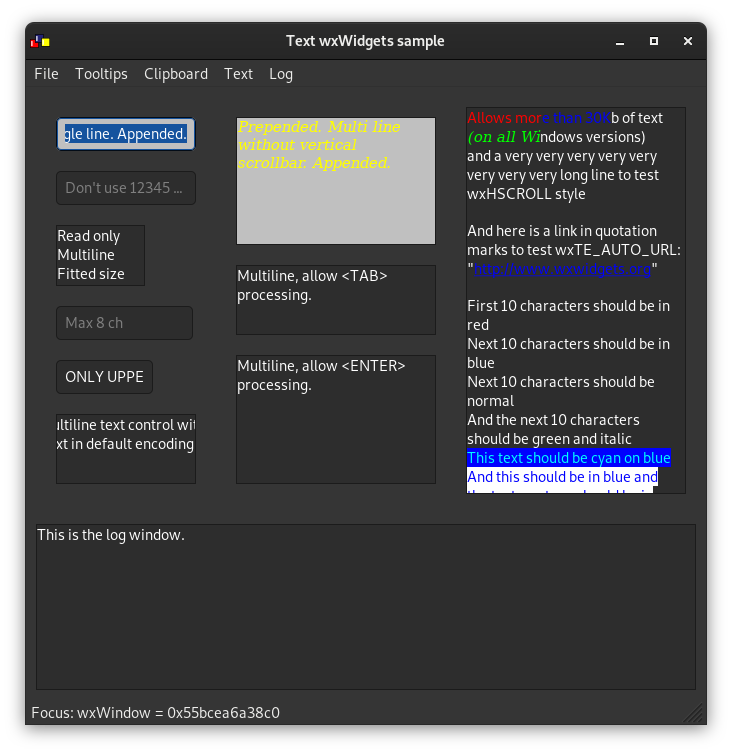 Text wxWidgets sample
File Tooltips Clipboard Text Log
gle line. Appended.
Don't use 12345 ...
Read only
Multiline
Fitted size
Max 8 ch
ONLY UPPE
ltiline text control wit
xt in default encoding
Prepended. Multi line
without vertical
scrollbar. Appended.
Multiline, allow <TAB>
processing.
Multiline, allow <ENTER>
processing.
Allows more than 30Kb of text
(on all Windows versions)
and a very very very very very
very very very long line to test
wxHSCROLL style
And here is a link in quotation
marks to test wxTE_AUTO_URL:
"http://www.wxwidgets.org"
First 10 characters should be in
red
Next 10 characters should be in
blue
Next 10 characters should be
normal
And the next 10 characters
should be green and italic
This text should be cyan on blue
And this should be in blue and
This is the log window.
Focus: wxWindow = 0x55bcea6a38c0